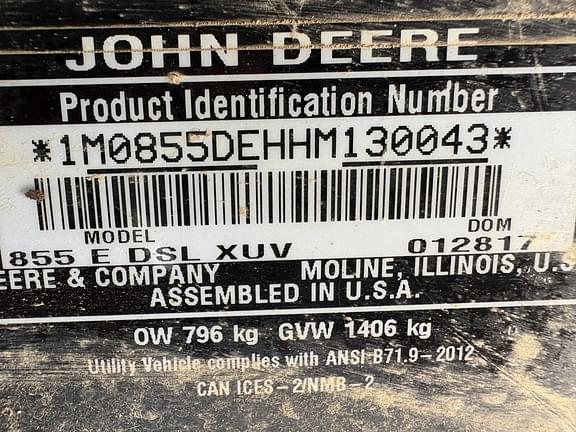 JOHN DEERE
Product Identification Number
*1M0855DEHHM130043*
MODEL DOM
855 E DSL XUV 012817
EERE & COMPANY MOLINE, ILLINOIS, U.S
ASSEMBLED IN U.S.A.
OW 796 kg GVW 1406 kg
Utility Vehicle complies with ANSI B71.9-2012
CAN ICES-2/NMB-2